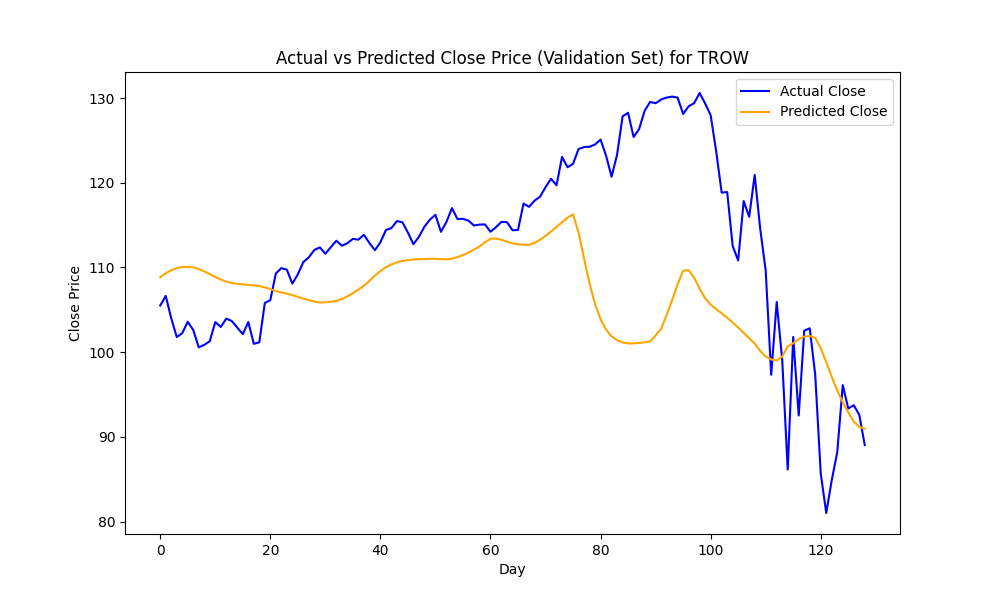 Actual vs Predicted Close Price (Validation Set) for TROW
Actual Close
Predicted Close
Close Price
130
120
110
100
90
80
0 20 40 60 80 100 120
Day